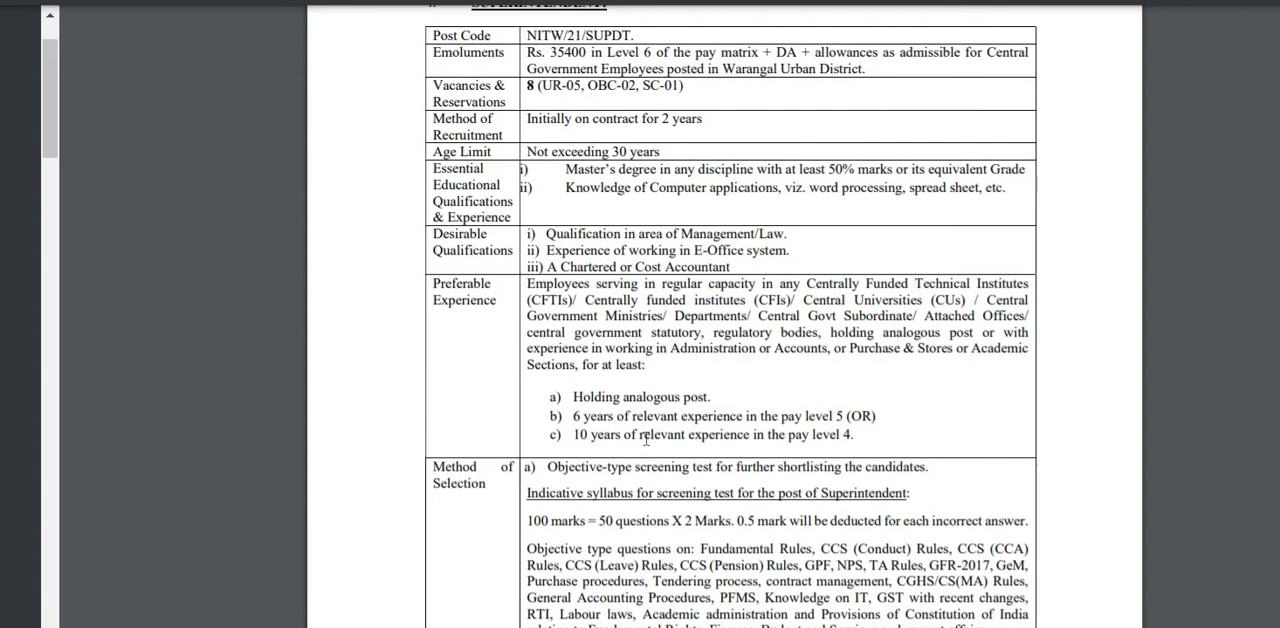 SUPERINTENDENT:
Post Code NITW/21/SUPDT.
Emoluments Rs. 35400 in Level 6 of the pay matrix + DA + allowances as admissible for Central
Government Employees posted in Warangal Urban District.
Vacancies & 8 (UR-05, OBC-02, SC-01)
Reservations
Method of Initially on contract for 2 years
Recruitment
Age Limit Not exceeding 30 years
Essential i) Master's degree in any discipline with at least 50% marks or its equivalent Grade
Educational ii) Knowledge of Computer applications, viz. word processing, spread sheet, etc.
Qualifications
& Experience
Desirable i) Qualification in area of Management/Law.
Qualifications ii) Experience of working in E-Office system.
iii) A Chartered or Cost Accountant
Preferable Employees serving in regular capacity in any Centrally Funded Technical Institutes
Experience (CFTIs)/ Centrally funded institutes (CFIs)/ Central Universities (CUs) / Central
Government Ministries/ Departments/ Central Govt Subordinate/ Attached Offices/
central government statutory, regulatory bodies, holding analogous post or with
experience in working in Administration or Accounts, or Purchase & Stores or Academic
Sections, for at least:
a) Holding analogous post.
b) 6 years of relevant experience in the pay level 5 (OR)
c) 10 years of relevant experience in the pay level 4.
Method of a) Objective-type screening test for further shortlisting the candidates.
Selection
Indicative syllabus for screening test for the post of Superintendent:
100 marks = 50 questions X 2 Marks. 0.5 mark will be deducted for each incorrect answer.
Objective type questions on: Fundamental Rules, CCS (Conduct) Rules, CCS (CCA)
Rules, CCS (Leave) Rules, CCS (Pension) Rules, GPF, NPS, TA Rules, GFR-2017, GeM,
Purchase procedures, Tendering process, contract management, CGHS/CS(MA) Rules,
General Accounting Procedures, PFMS, Knowledge on IT, GST with recent changes,
RTI, Labour laws, Academic administration and Provisions of Constitution of India